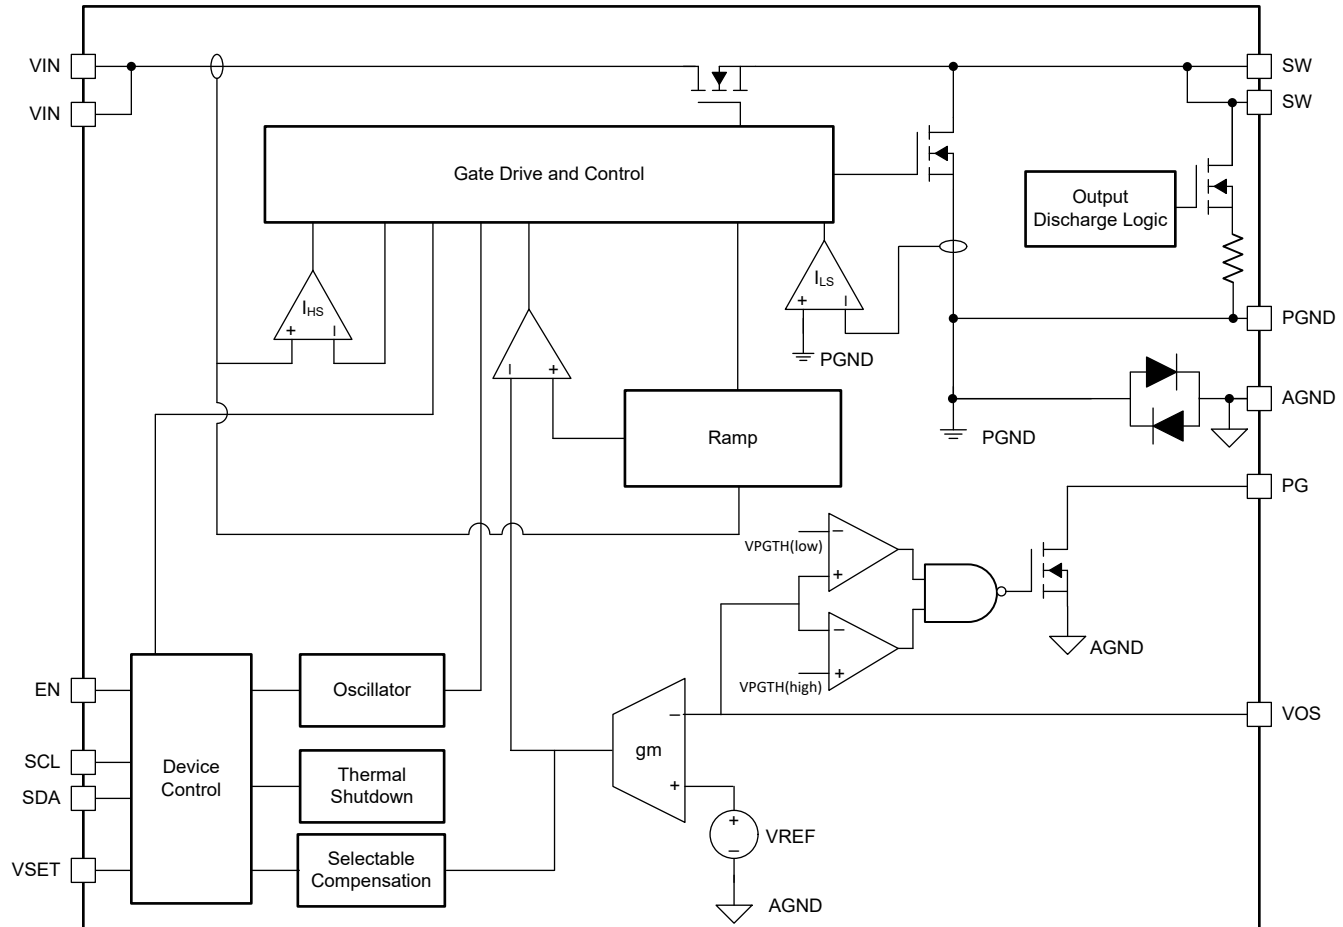 VIN
SW
VIN
SW
Gate Drive and Control
Output
Discharge Logic
IHS
+
I
ILS
+
I
PGND
PGND
I
+
AGND
Ramp
PGND
PG
VPGTH(low)
−
+
−
+
VPGTH(high)
AGND
EN
Oscillator
VOS
−
gm
+
SCL
SDA
Device
Control
Thermal
Shutdown
+
−
VREF
VSET
Selectable
Compensation
AGND